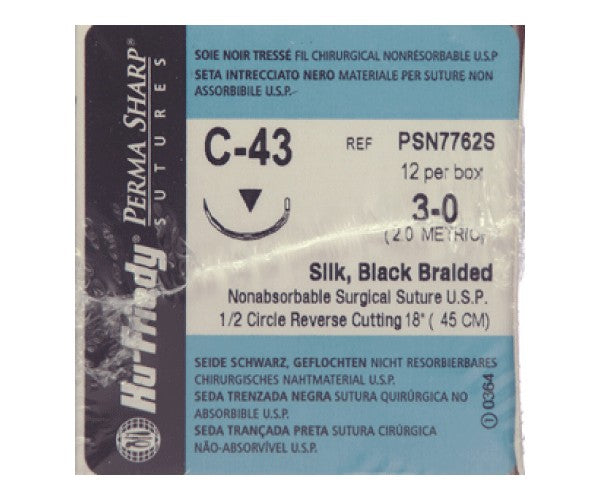 Hu-Friedy PERMA SHARP®
SUTURES
SOIE NOIR TRESSÉ FIL CHIRURGICAL NONRÉSORBABLE U.S.P
SETA INTRECCIATO NERO MATERIALE PER SUTURE NON
ASSORBABILE U.S.P.
C-43
REF PSN7762S
12 per box
3-0
(2.0 METRIC)
Silk, Black Braided
Nonabsorbable Surgical Suture U.S.P.
1/2 Circle Reverse Cutting 18" ( 45 CM)
SEIDE SCHWARZ, GEFLOCHTEN NICHT RESORBIERBARES
CHIRURGISCHES NAHTMATERIAL U.S.P.
SEDA TRENZADA NEGRA SUTURA QUIRÚRGICA NO
ABSORBIBLE U.S.P.
SEDA TRANÇADA PRETA SUTURA CIRÚRGICA
NÃO-ABSORVÍVEL U.S.P.
0364